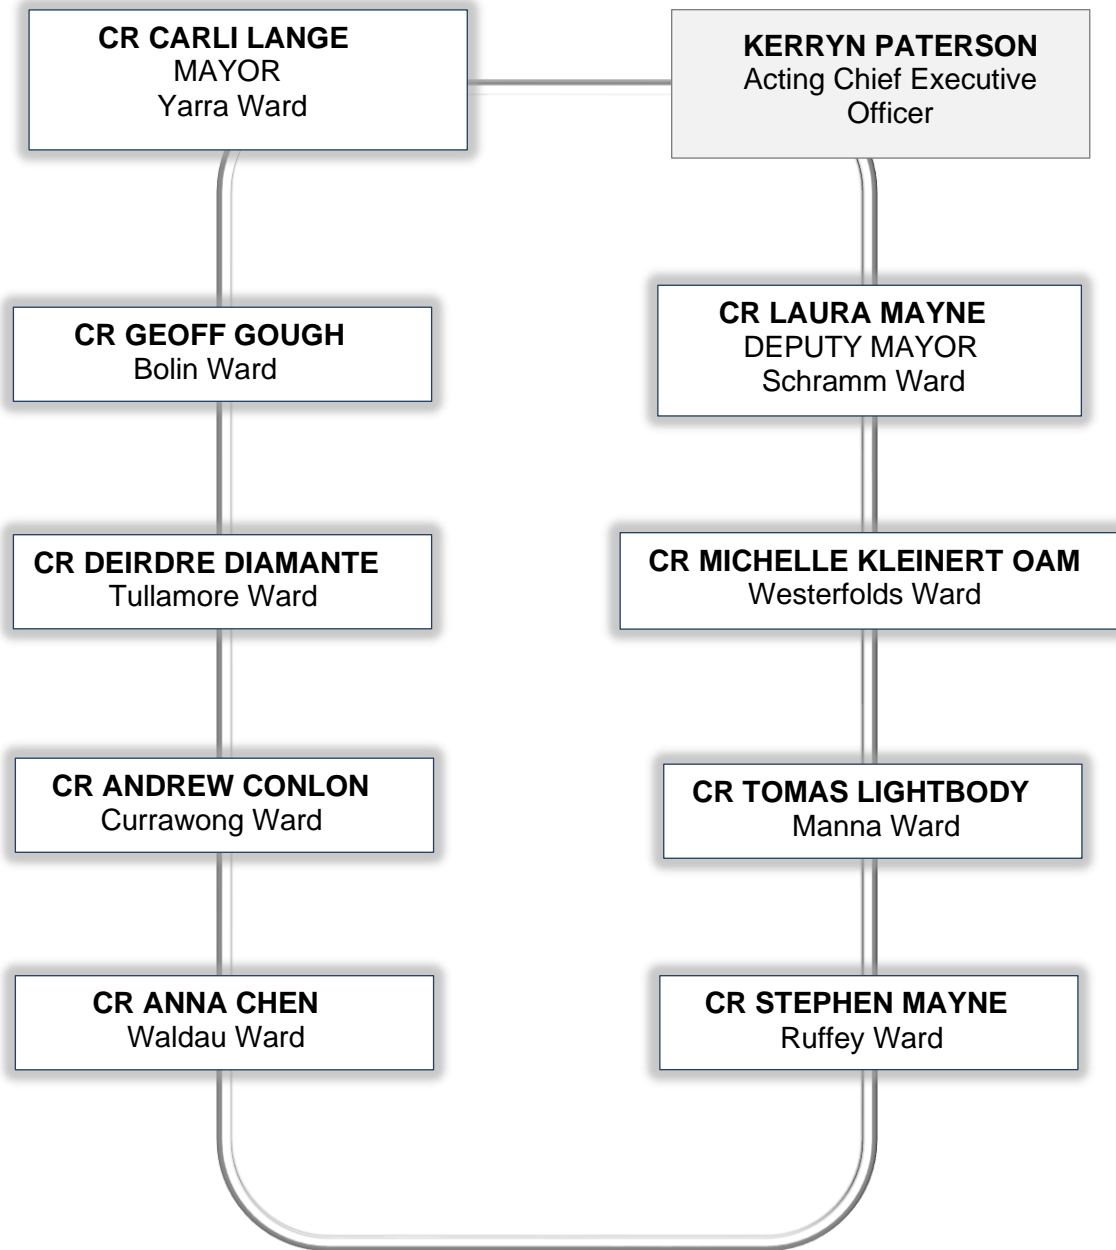 CR CARLI LANGE
MAYOR
Yarra Ward
KERRYN PATERSON
Acting Chief Executive
Officer
CR GEOFF GOUGH
Bolin Ward
CR LAURA MAYNE
DEPUTY MAYOR
Schramm Ward
CR DEIRDRE DIAMANTE
Tullamore Ward
CR MICHELLE KLEINERT OAM
Westerfolds Ward
CR ANDREW CONLON
Currawong Ward
CR TOMAS LIGHTBODY
Manna Ward
CR ANNA CHEN
Waldau Ward
CR STEPHEN MAYNE
Ruffey Ward